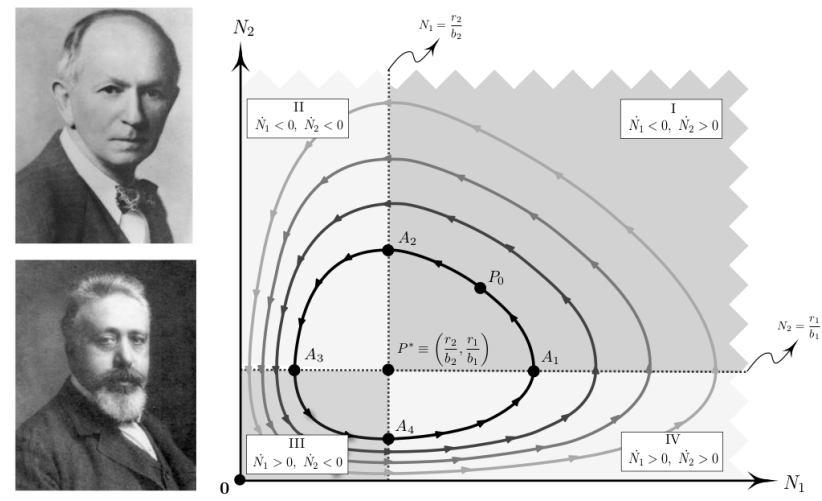 N₂
N₁ = r₂/b₂
II
Ṅ₁ < 0, Ṅ₂ < 0
I
Ṅ₁ < 0, Ṅ₂ > 0
A₂
P₀
N₂ = r₁/b₁
P* ≡ (r₂/b₂, r₁/b₁)
A₃
A₁
A₄
III
Ṅ₁ > 0, Ṅ₂ < 0
IV
Ṅ₁ > 0, Ṅ₂ > 0
0
N₁